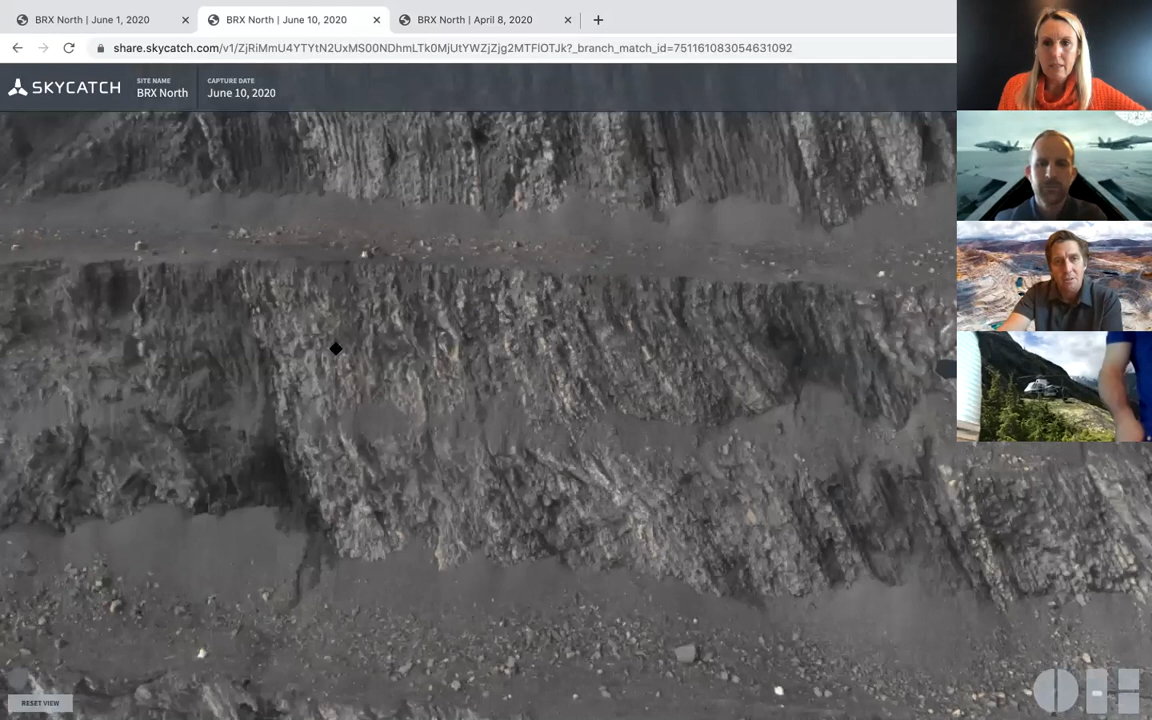 BRX North | June 1, 2020
BRX North | June 10, 2020
BRX North | April 8, 2020
share.skycatch.com/v1/ZjRiMmU4YTYtN2UxMS00NDhmLTk0MjUtYWZjZjg2MTFlOTJk?_branch_match_id=751161083054631092
SKYCATCH
SITE NAME
BRX North
CAPTURE DATE
June 10, 2020
RESET VIEW